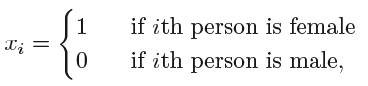 x_i = { 1 if ith person is female
0 if ith person is male,